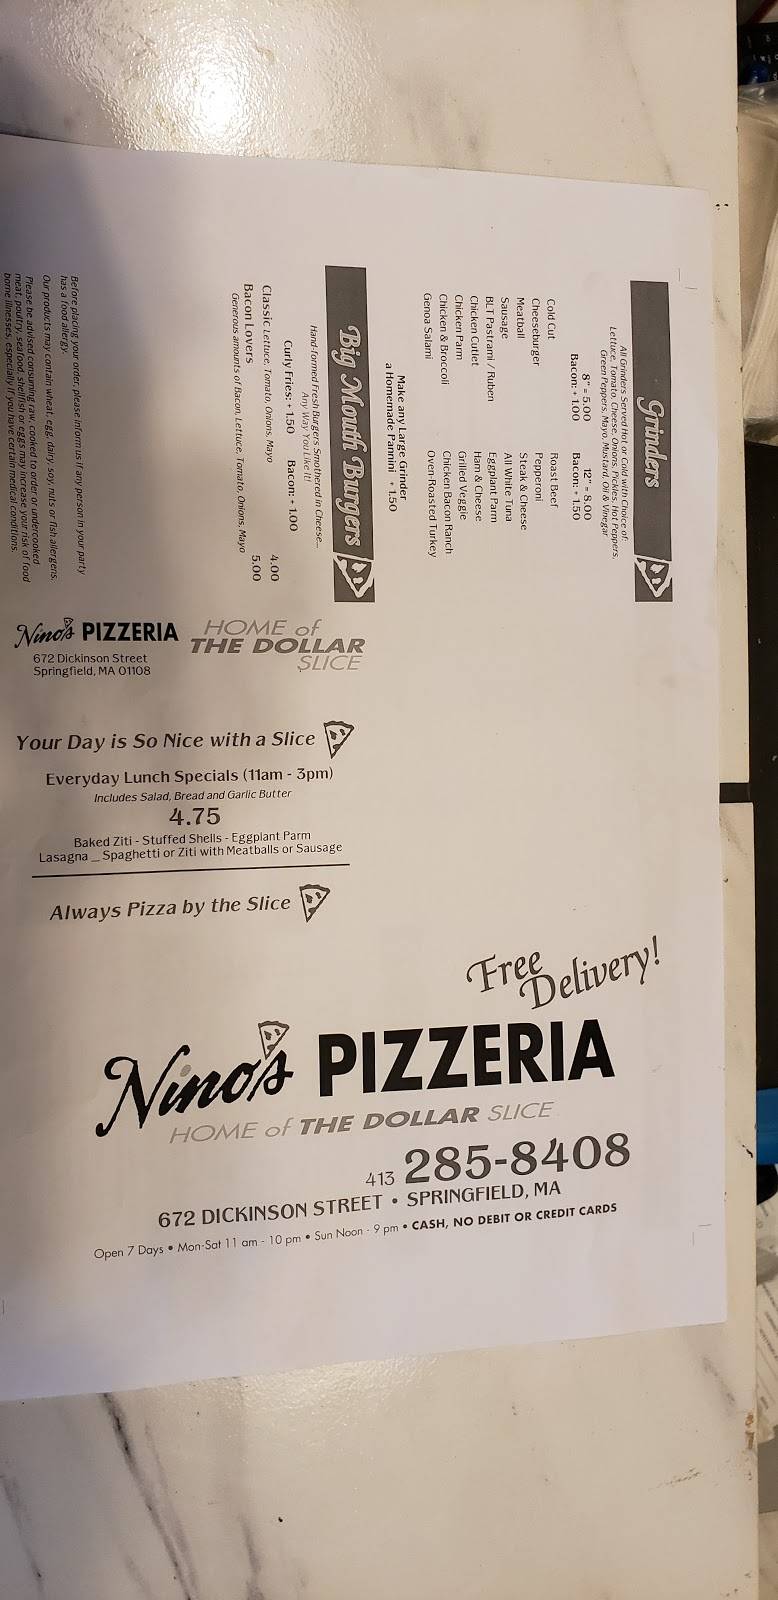 Grinders
All Grinders Served Hot or Cold with Choice of:
Lettuce, Tomato, Cheese, Onions, Pickles, Hot Peppers,
Green Peppers, Mayo, Mustard, Oil & Vinegar
8" = 5.00 12" = 8.00
Bacon: + 1.00 Bacon: + 1.50
Cold Cut Roast Beef
Cheeseburger Pepperoni
Meatball Steak & Cheese
Sausage All White Tuna
BLT Pastrami / Ruben Eggplant Parm
Chicken Cutlet Ham & Cheese
Chicken Parm Grilled Veggie
Chicken & Broccoli Chicken Bacon Ranch
Genoa Salami Oven-Roasted Turkey
Make any Large Grinder
a Homemade Pannini + 1.50
Big Mouth Burgers
Hand-formed Fresh Burgers Smothered in Cheese...
Any Way You Like It!
Curly Fries: + 1.50 Bacon: + 1.00
Classic Lettuce, Tomato, Onions, Mayo 4.00
Bacon Lovers 5.00
Generous amounts of Bacon, Lettuce, Tomato, Onions, Mayo
Before placing your order, please inform us if any person in your party
has a food allergy.
Our products may contain wheat, egg, dairy, soy, nuts or fish allergens.
Please be advised consuming raw, cooked to order or undercooked
meat, poultry, seafood, shellfish or eggs may increase your risk of food
borne illnesses, especially if you have certain medical conditions.
Nino's PIZZERIA
672 Dickinson Street
Springfield, MA 01108
HOME of
THE DOLLAR
SLICE
Your Day is So Nice with a Slice
Everyday Lunch Specials (11am - 3pm)
Includes Salad, Bread and Garlic Butter
4.75
Baked Ziti - Stuffed Shells - Eggplant Parm
Lasagna _ Spaghetti or Ziti with Meatballs or Sausage
Always Pizza by the Slice
Free
Delivery!
Nino's PIZZERIA
HOME of THE DOLLAR SLICE
413 285-8408
672 DICKINSON STREET • SPRINGFIELD, MA
Open 7 Days • Mon-Sat 11 am - 10 pm • Sun Noon - 9 pm • CASH, NO DEBIT OR CREDIT CARDS